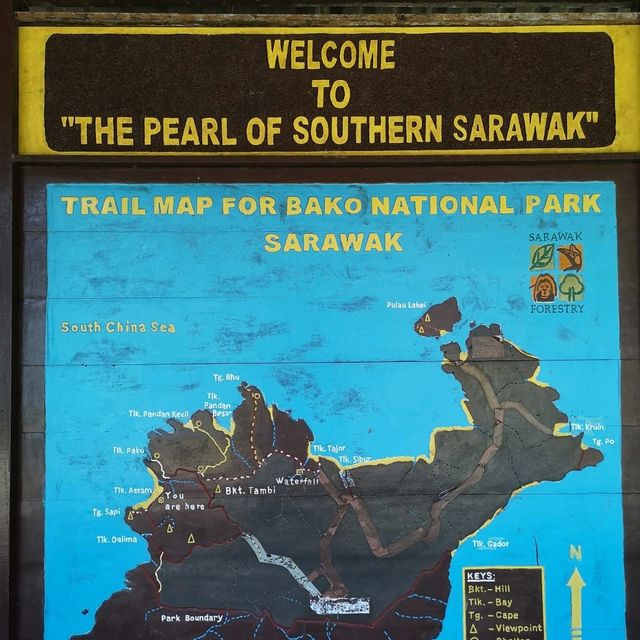 WELCOME
TO
"THE PEARL OF SOUTHERN SARAWAK"
TRAIL MAP FOR BAKO NATIONAL PARK
SARAWAK
SARAWAK
FORESTRY
Pulau Lakei
South China Sea
Tg. Rhu
Tlk.
Pandan
Besar
Tlk. Pandan Kecil
Tlk. Kruin
Tg. Po
Tlk. Paku
Tlk. Tajor
Tlk. Sibur
Waterfall
Tlk. Assam
You
are here
Bkt. Tambi
Tg. Sapi
Tlk. Delima
Tlk. Gador
N
KEYS:
Bkt. - Hill
Tlk. - Bay
Tg. - Cape
- Viewpoint
Park Boundary